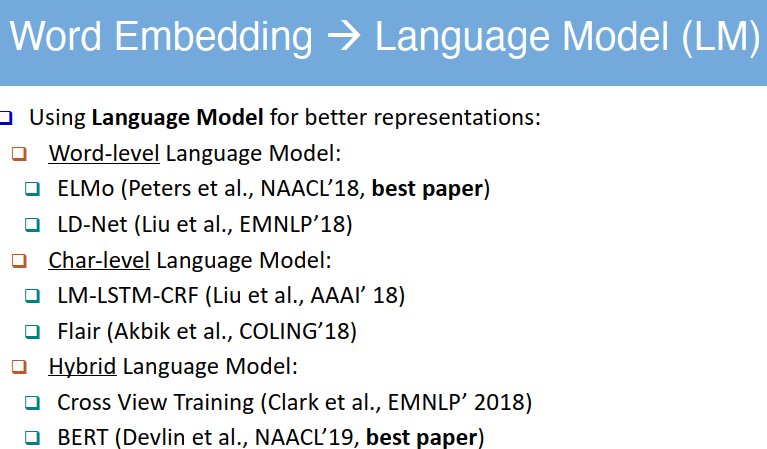 Word Embedding → Language Model (LM)
Using Language Model for better representations:
Word-level Language Model:
ELMo (Peters et al., NAACL’18, best paper)
LD-Net (Liu et al., EMNLP’18)
Char-level Language Model:
LM-LSTM-CRF (Liu et al., AAAI’ 18)
Flair (Akbik et al., COLING’18)
Hybrid Language Model:
Cross View Training (Clark et al., EMNLP’ 2018)
BERT (Devlin et al., NAACL’19, best paper)